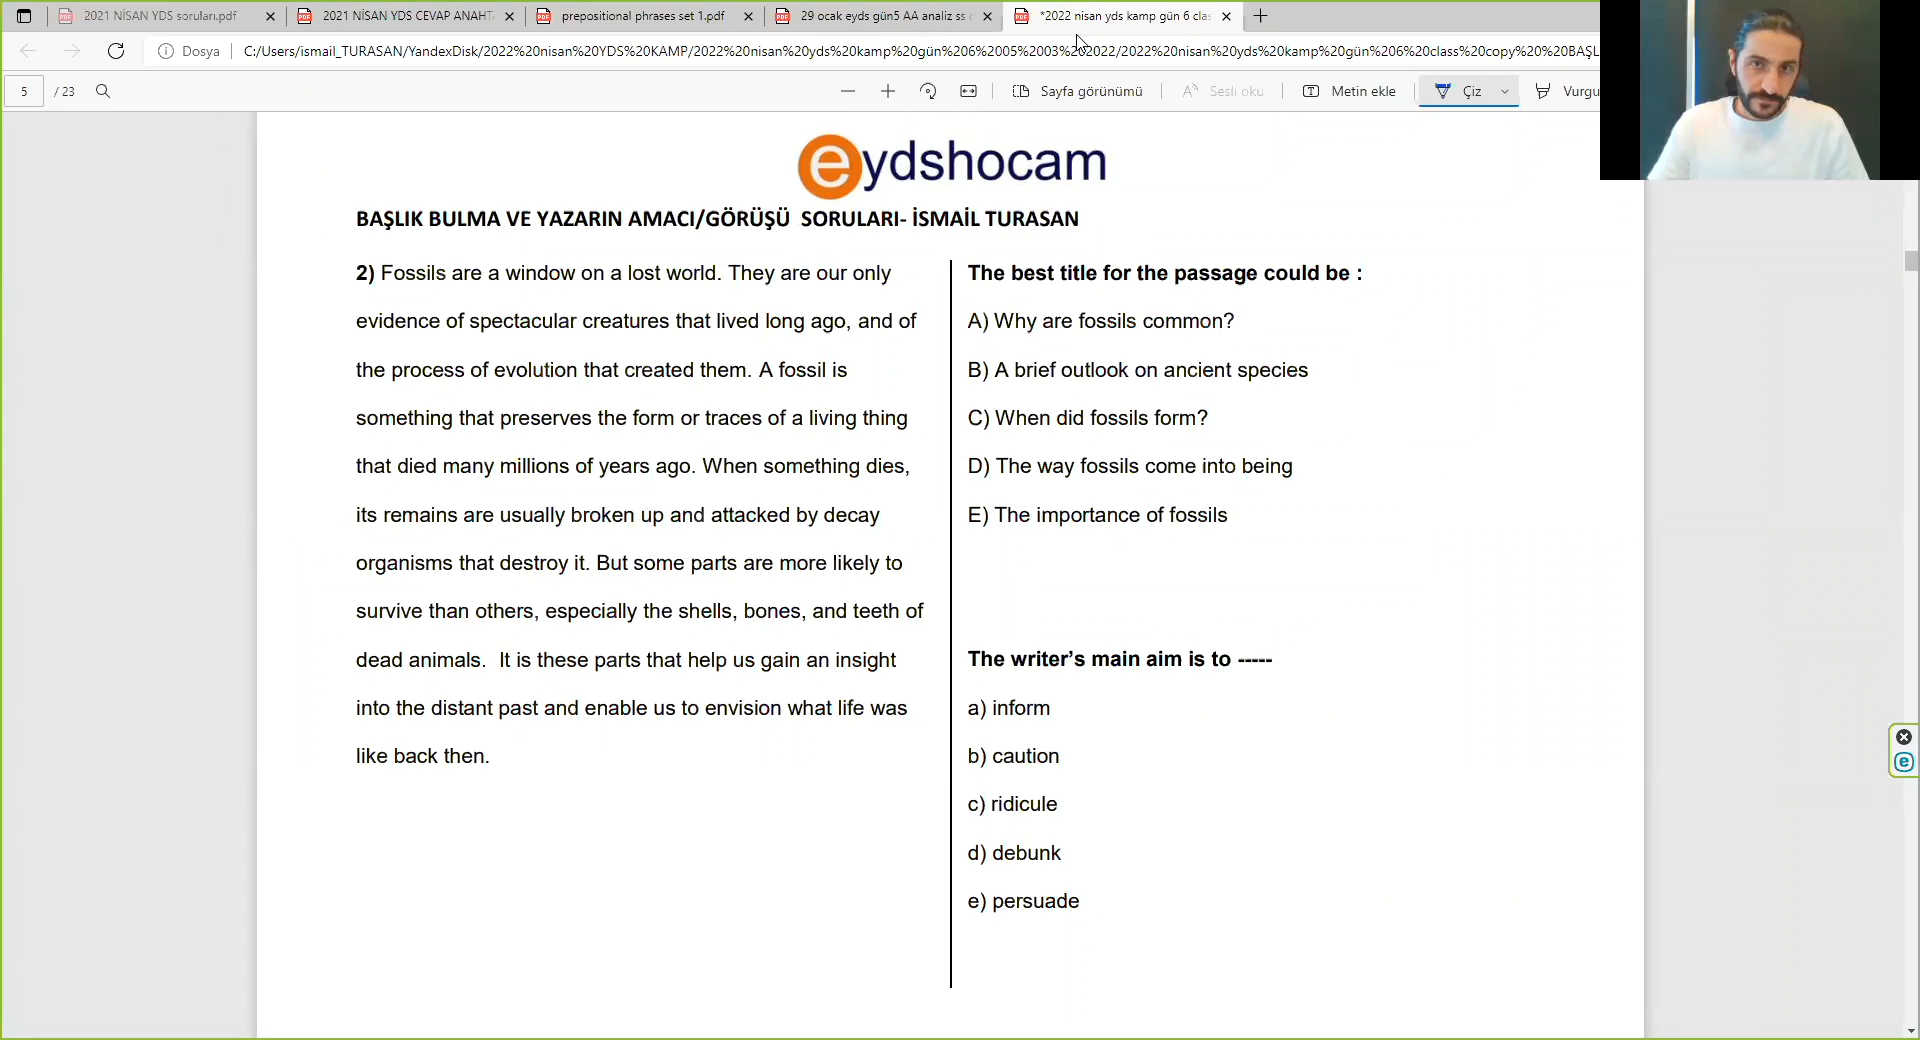 2021 NİSAN YDS soruları.pdf
2021 NİSAN YDS CEVAP ANAHT
prepositional phrases set 1.pdf
29 ocak eyds gün5 AA analiz ss c
*2022 nisan yds kamp gün 6 clas
Dosya
C:/Users/ismail_TURASAN/YandexDisk/2022%20nisan%20YDS%20KAMP/2022%20nisan%20yds%20kamp%20gün%206%2005%2003%202022/2022%20nisan%20yds%20kamp%20gün%206%20class%20copy%20%20BAŞL
5 / 23
Sayfa görünümü
Sesli oku
Metin ekle
Çiz
Vurgu
eydshocam
BAŞLIK BULMA VE YAZARIN AMACI/GÖRÜŞÜ SORULARI- İSMAİL TURASAN
2) Fossils are a window on a lost world. They are our only
evidence of spectacular creatures that lived long ago, and of
the process of evolution that created them. A fossil is
something that preserves the form or traces of a living thing
that died many millions of years ago. When something dies,
its remains are usually broken up and attacked by decay
organisms that destroy it. But some parts are more likely to
survive than others, especially the shells, bones, and teeth of
dead animals. It is these parts that help us gain an insight
into the distant past and enable us to envision what life was
like back then.
The best title for the passage could be :
A) Why are fossils common?
B) A brief outlook on ancient species
C) When did fossils form?
D) The way fossils come into being
E) The importance of fossils
The writer's main aim is to -----
a) inform
b) caution
c) ridicule
d) debunk
e) persuade